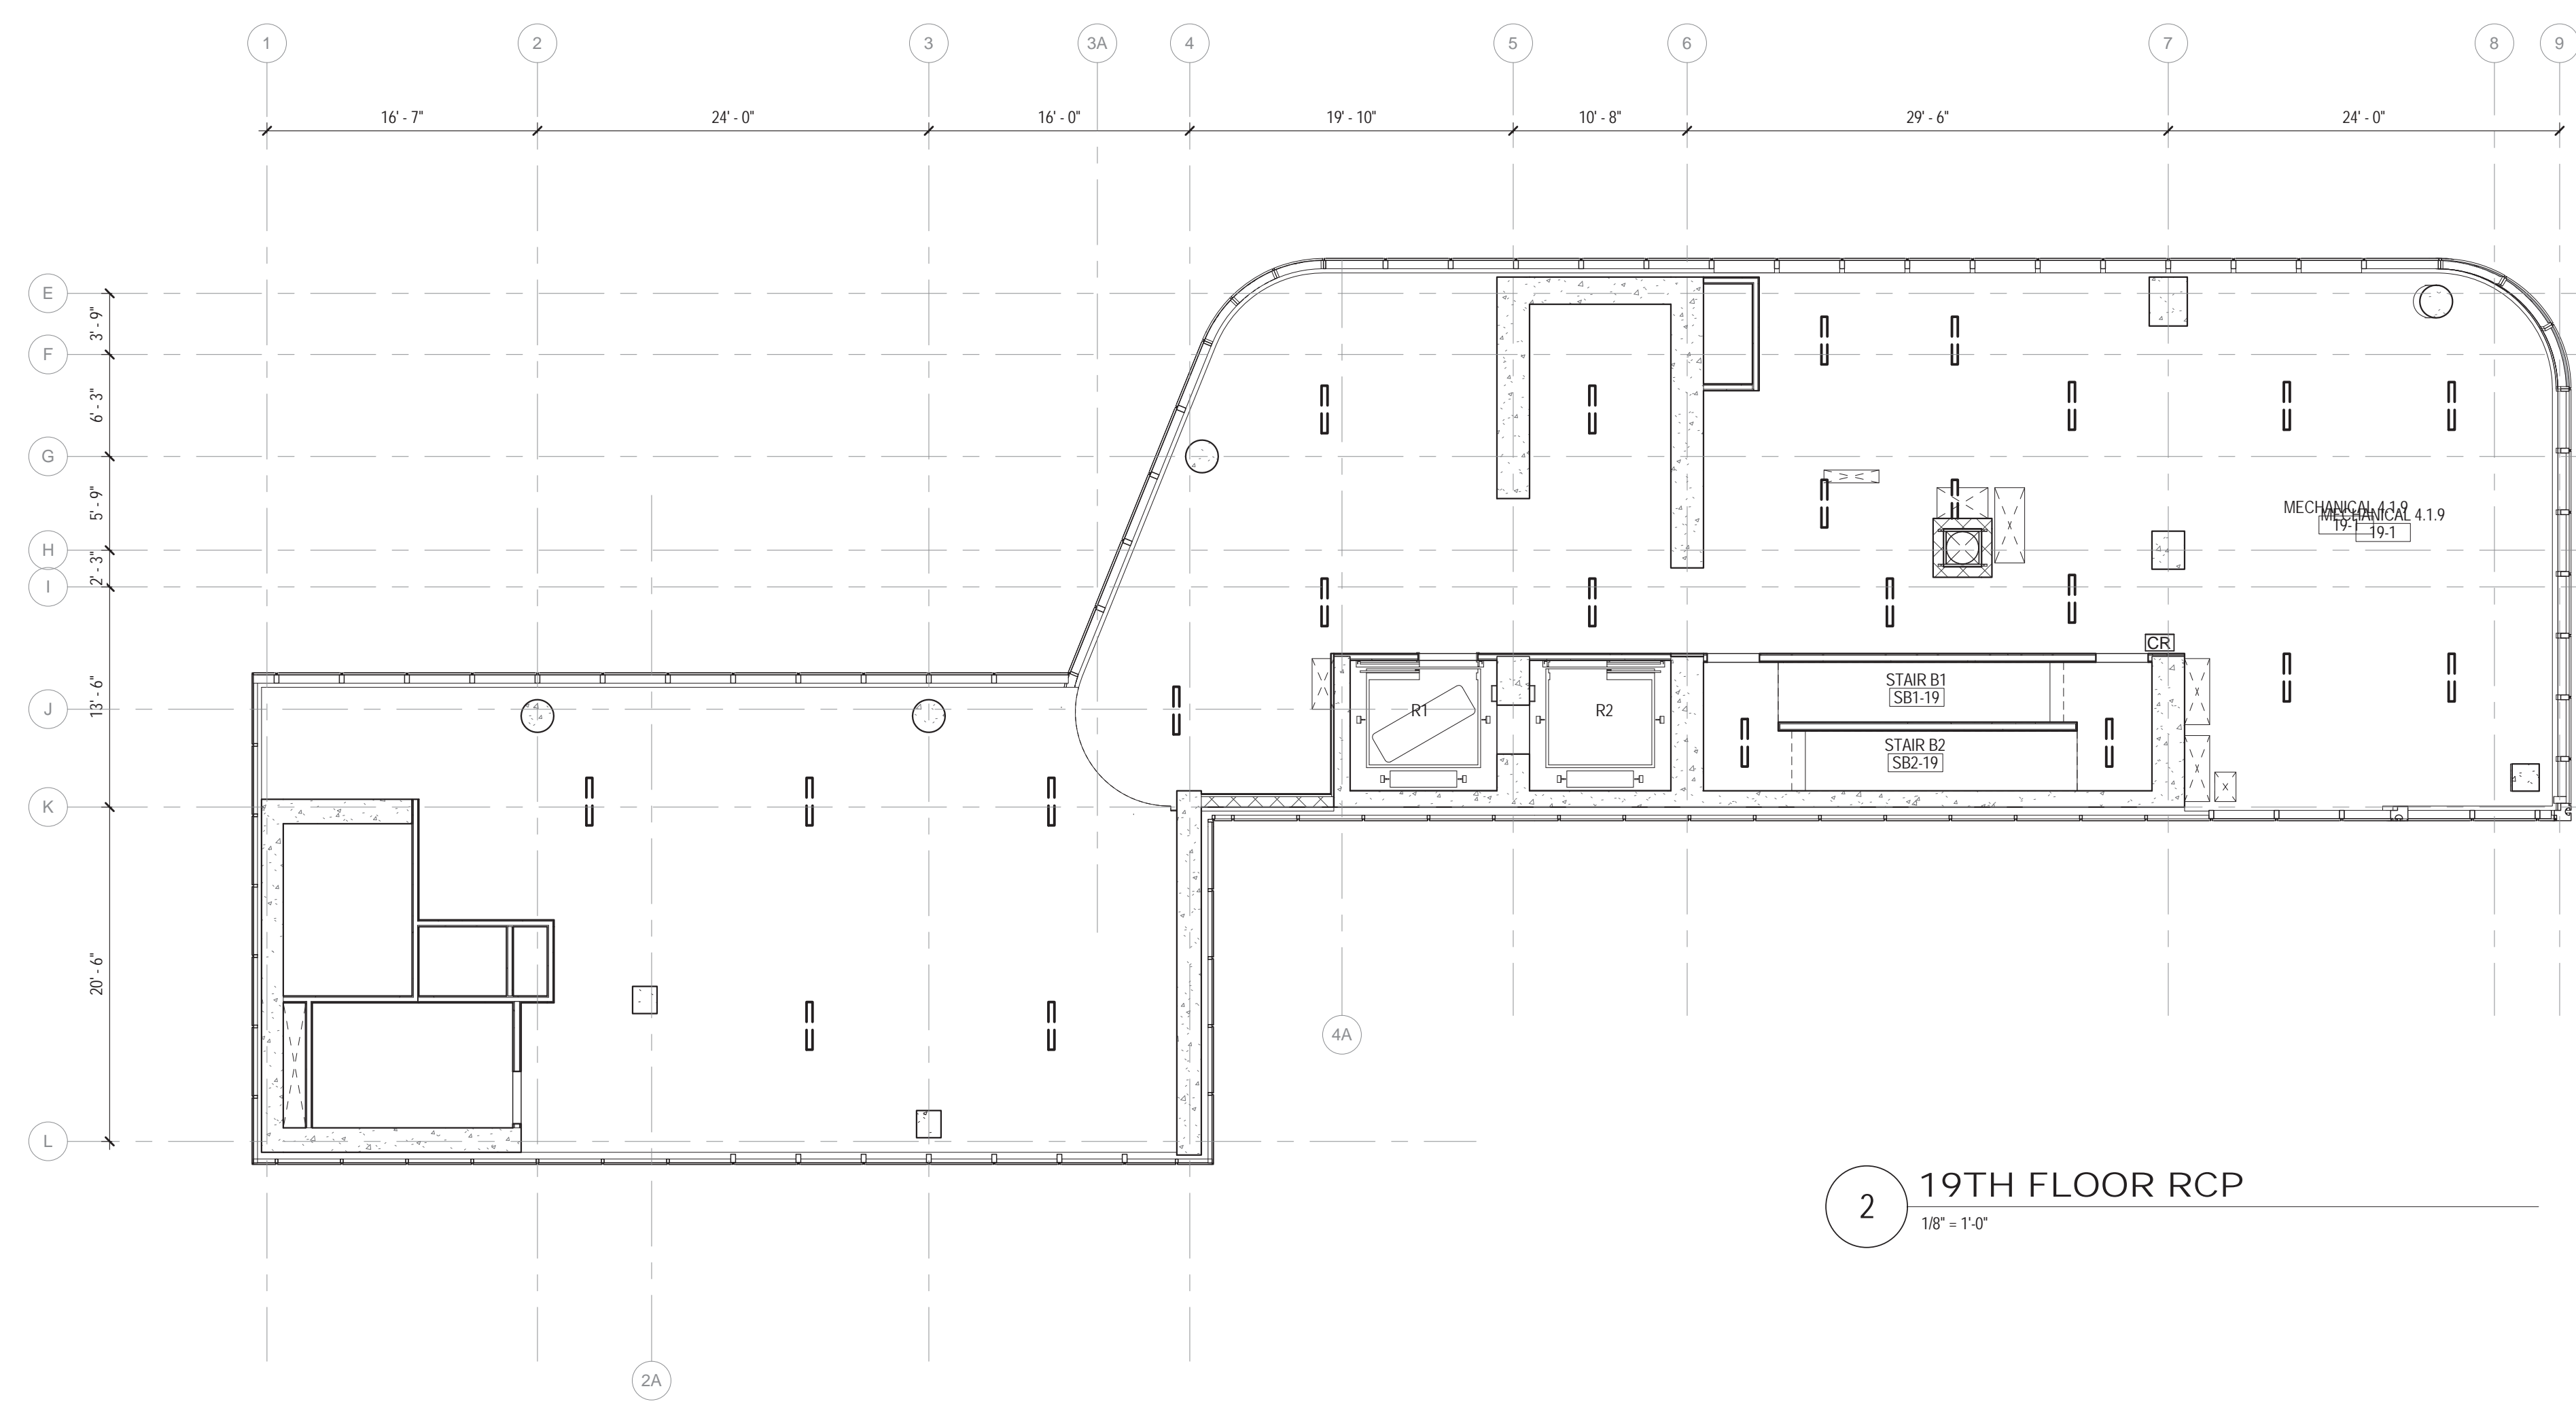 1 2 3 3A 4 5 6 7 8 9
16' - 7" 24' - 0" 16' - 0" 19' - 10" 10' - 8" 29' - 6" 24' - 0"
E
3' - 9"
F
6' - 3"
G
5' - 9"
H
2' - 3"
I
13' - 6"
J
K
20' - 6"
L
MECHANICAL 4.1.9
19-1
MECHANICAL 4.1.9
19-1
CR
STAIR B1
SB1-19
R1 R2
STAIR B2
SB2-19
4A
2A
2
19TH FLOOR RCP
1/8" = 1'-0"